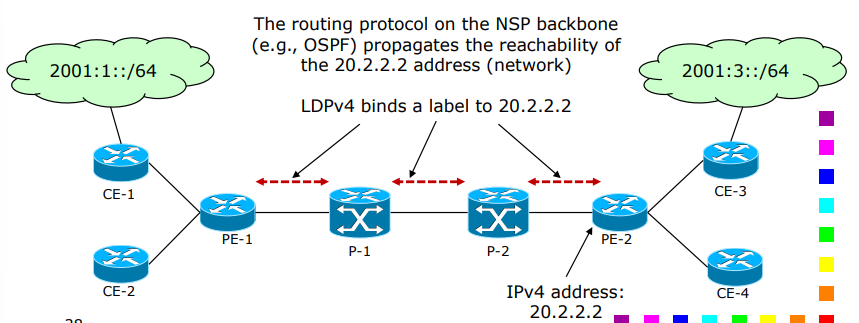 The routing protocol on the NSP backbone
(e.g., OSPF) propagates the reachability of
the 20.2.2.2 address (network)
2001:1::/64
2001:3::/64
LDPv4 binds a label to 20.2.2.2
CE-1
CE-3
PE-1
P-1
P-2
PE-2
CE-2
CE-4
IPv4 address:
20.2.2.2